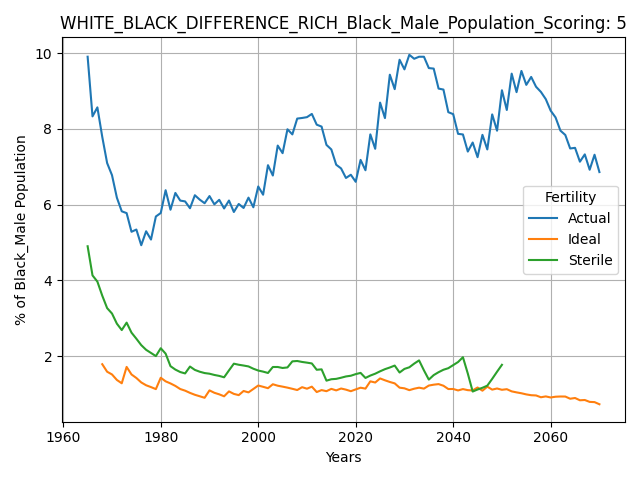 WHITE_BLACK_DIFFERENCE_RICH_Black_Male_Population_Scoring: 5
% of Black_Male Population
10
8
6
4
2
Fertility
Actual
Ideal
Sterile
1960 1980 2000 2020 2040 2060
Years